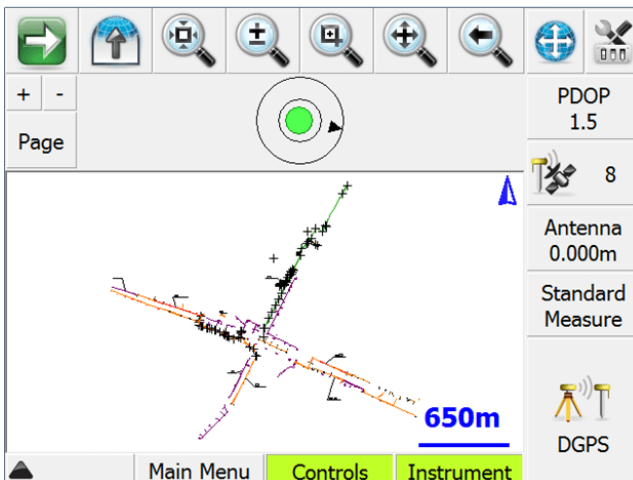 + -
Page
PDOP
1.5
8
Antenna
0.000m
Standard
Measure
DGPS
650m
Main Menu
Controls
Instrument